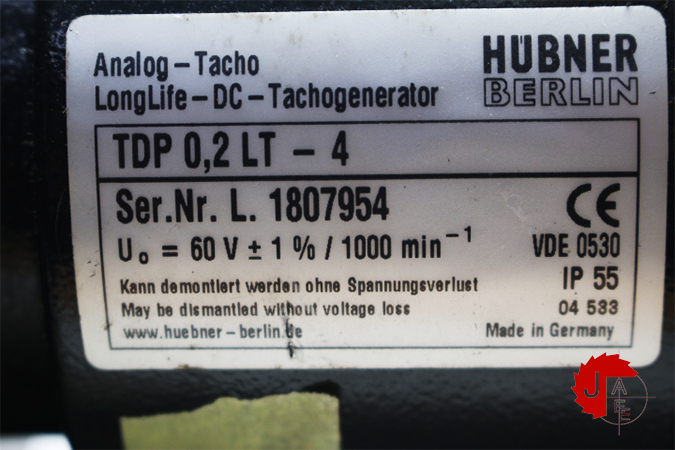 Analog-Tacho
LongLife-DC-Tachogenerator
HÜBNER
BERLIN
TDP 0,2 LT - 4
Ser.Nr. L. 1807954
CE
U₀ = 60 V ± 1 % / 1000 min⁻¹
VDE 0530
Kann demontiert werden ohne Spannungsverlust
IP 55
May be dismantled without voltage loss
04 533
www.huebner-berlin.de
Made in Germany
J